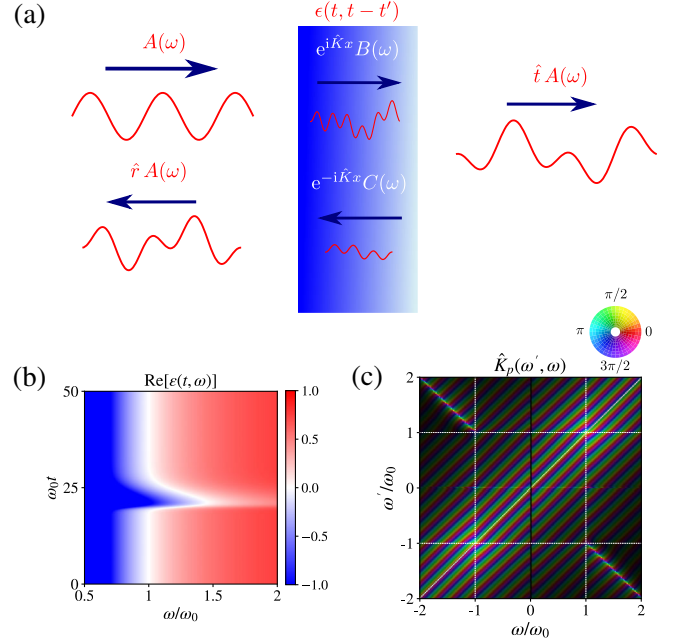 (a)
ϵ(t, t − t′)
A(ω)
e^{iK̂x}B(ω)
t̂ A(ω)
r̂ A(ω)
e^{−iK̂x}C(ω)
π/2
π
0
3π/2
(b)
Re[ε(t, ω)]
50
25
0
ω₀t
0.5
1
1.5
2
ω/ω₀
1.0
0.5
0.0
−0.5
−1.0
(c)
K̂ₚ(ω′, ω)
2
1
0
-1
-2
ω′/ω₀
-2
-1
0
1
2
ω/ω₀